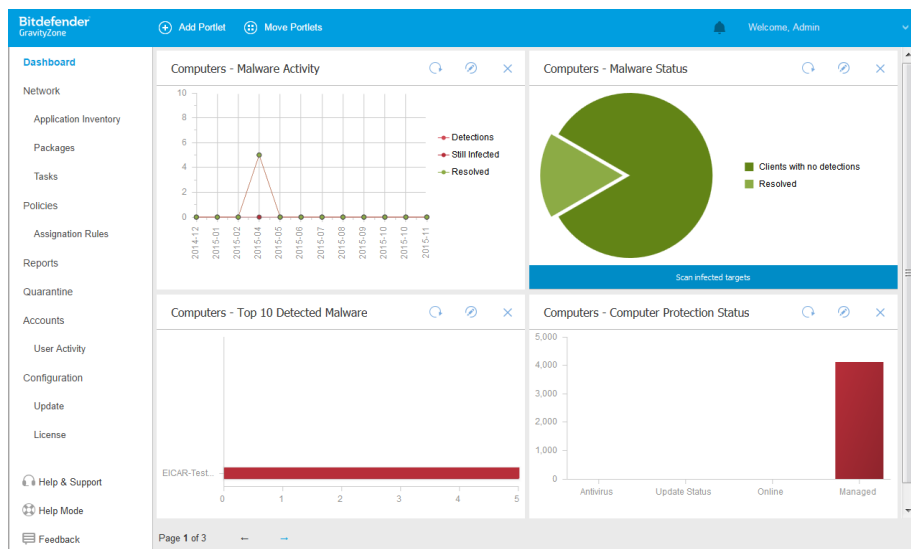 Bitdefender
GravityZone
Add Portlet
Move Portlets
Welcome, Admin
Dashboard
Network
Application Inventory
Packages
Tasks
Policies
Assignation Rules
Reports
Quarantine
Accounts
User Activity
Configuration
Update
License
Help & Support
Help Mode
Feedback
Computers - Malware Activity
10
8
6
4
2
0
2014-12
2015-01
2015-02
2015-04
2015-05
2015-06
2015-07
2015-08
2015-09
2015-10
2015-10
2015-11
Detections
Still Infected
Resolved
Computers - Malware Status
Clients with no detections
Resolved
Scan infected targets
Computers - Top 10 Detected Malware
EICAR-Test...
0 1 2 3 4 5
Computers - Computer Protection Status
5,000
4,000
3,000
2,000
1,000
0
Antivirus Update Status Online Managed
Page 1 of 3 ← →